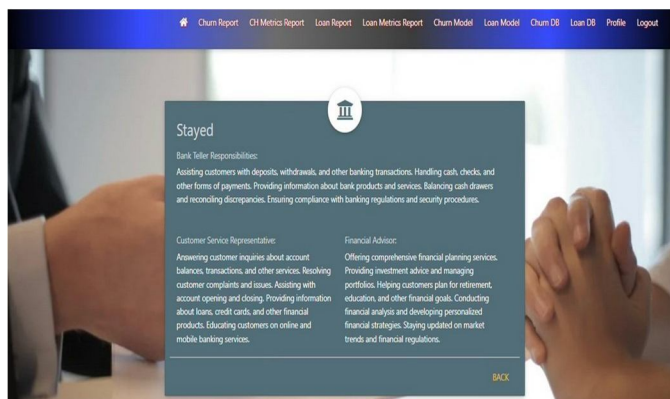 Churn Report CH Metrics Report Loan Report Loan Metrics Report Churn Model Loan Model Churn DB Loan DB Profile Logout
Stayed
Bank Teller Responsibilities:
Assisting customers with deposits, withdrawals, and other banking transactions. Handling cash, checks, and
other forms of payments. Providing information about bank products and services. Balancing cash drawers
and reconciling discrepancies. Ensuring compliance with banking regulations and security procedures.
Customer Service Representative:
Answering customer inquiries about account
balances, transactions, and other services. Resolving
customer complaints and issues. Assisting with
account opening and closing. Providing information
about loans, credit cards, and other financial
products. Educating customers on online and
mobile banking services.
Financial Advisor:
Offering comprehensive financial planning services.
Providing investment advice and managing
portfolios. Helping customers plan for retirement,
education, and other financial goals. Conducting
financial analysis and developing personalized
financial strategies. Staying updated on market
trends and financial regulations.
BACK